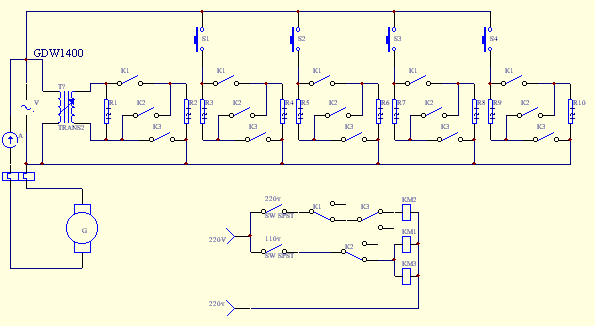 S1 S2 S3 S4
GDW1400
K1 K1 K1 K1 K1
T?
V
R1 R2 R3 R4 R5 R6 R7 R8 R9 R10
K2 K2 K2 K2 K2
TRANS2
K3 K3 K3 K3 K3
A
G
220v
K1 K3 KM2
SW SPST
220V
110v
K2 KM1
SW SPST
KM3
220v